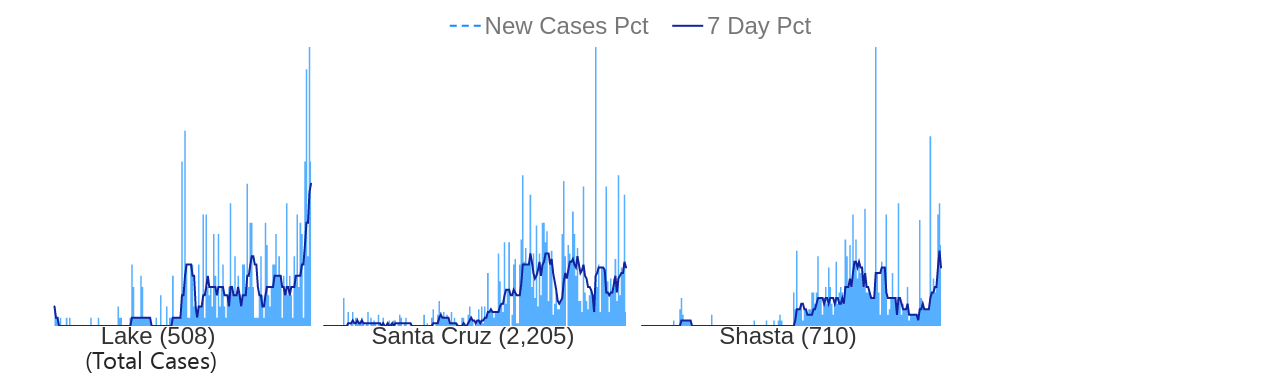 New Cases Pct 7 Day Pct
Lake (508) Santa Cruz (2,205) Shasta (710)
(Total Cases)